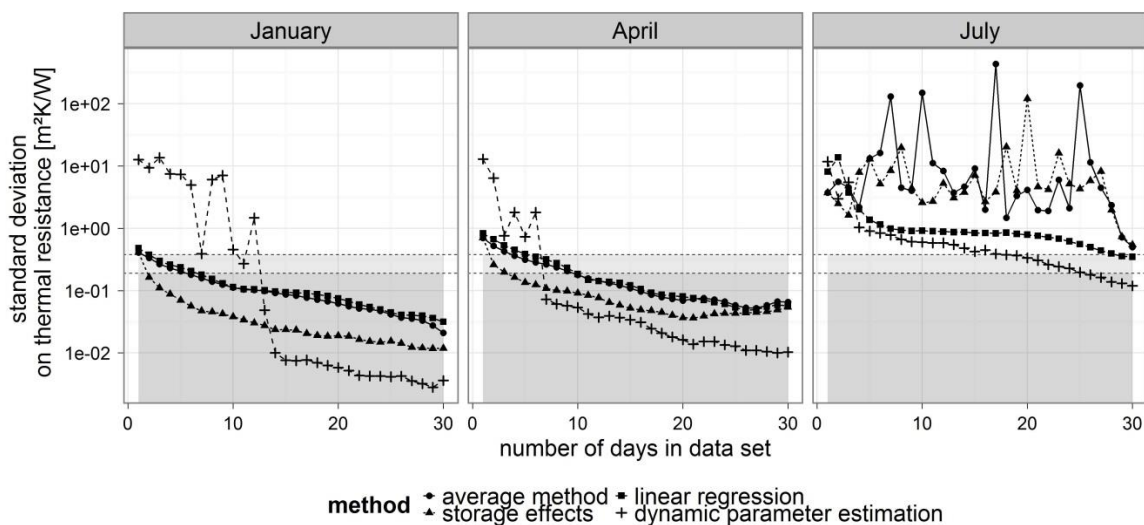 January April July
standard deviation
on thermal resistance [m²K/W]
1e+02
1e+01
1e+00
1e-01
1e-02
0 10 20 30 0 10 20 30 0 10 20 30
number of days in data set
method average method linear regression
storage effects dynamic parameter estimation